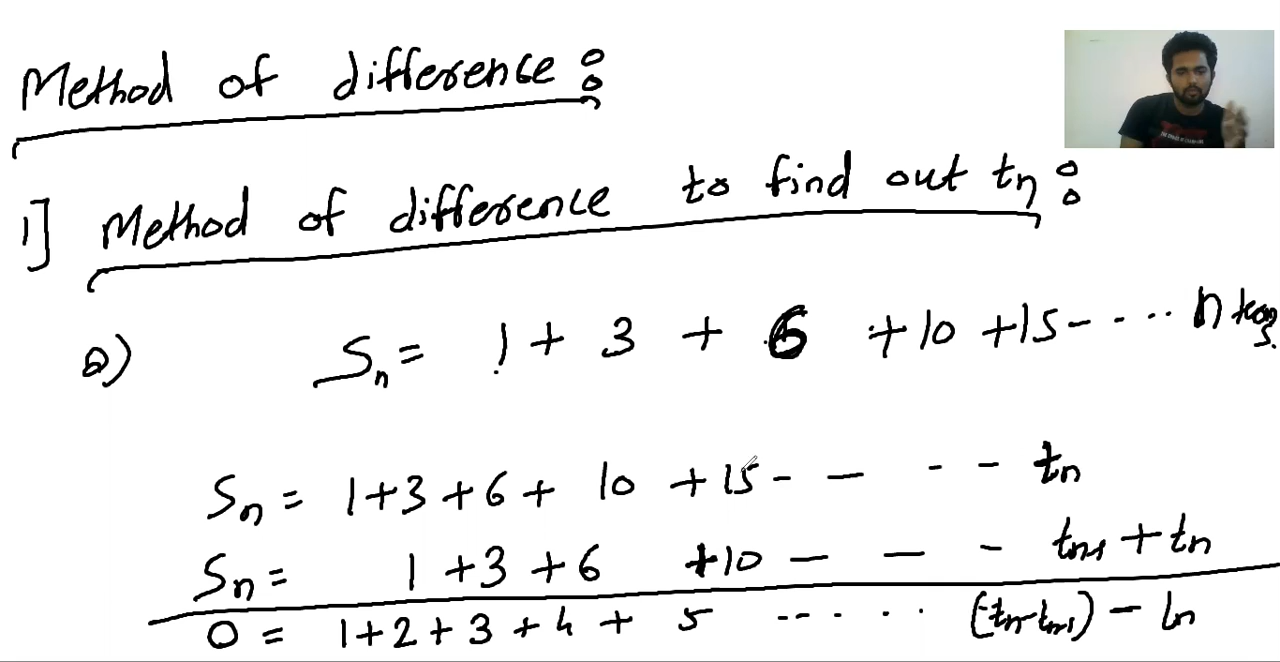 Method of difference :
1] Method of difference to find out tn :
Q) Sn = 1 + 3 + 6 + 10 + 15 - - - .. n terms.
Sn = 1 + 3 + 6 + 10 + 15 - - - - tn
Sn = 1 + 3 + 6 + 10 - - - tn-1 + tn
0 = 1 + 2 + 3 + 4 + 5 ---- . . . (tn - tn-1) - tn